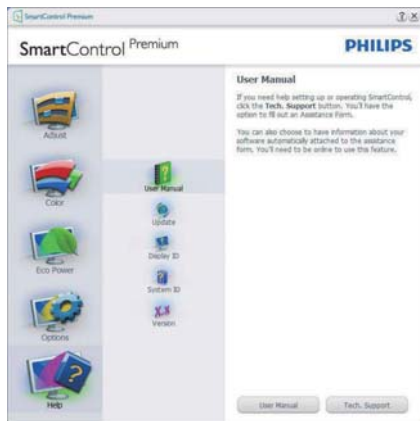 SmartControl Premium
SmartControl Premium
PHILIPS
Adjust
Color
Eco Power
Options
Help
User Manual
Update
Display ID
System ID
Version
User Manual
If you need help setting up or operating SmartControl,
click the Tech. Support button. You'll have the
option to fill out an Assistance Form.
You can also choose to have information about your
software automatically attached to the assistance
form. You'll need to be online to use this feature.
User Manual
Tech. Support